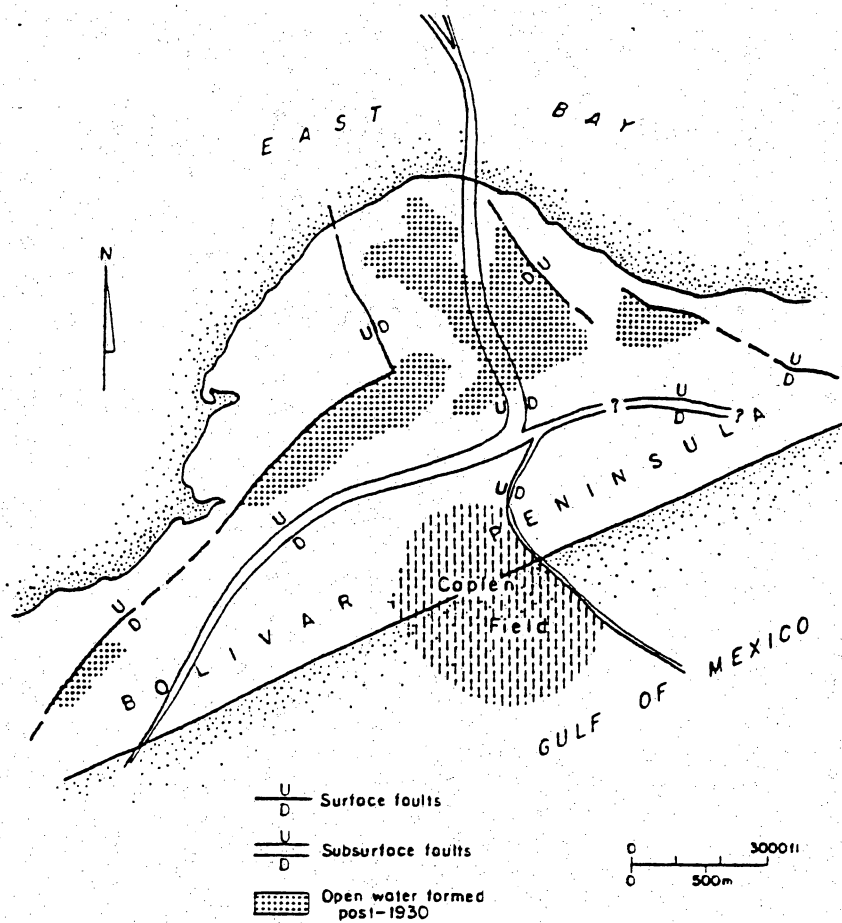 EAST BAY
N
U D
D U
U
D
U D
U
D
? ?
U D
U
D
U
D
BOLIVAR PENINSULA
Caplen
Field
GULF OF MEXICO
U
D
Surface faults
U
D
Subsurface faults
Open water formed
post-1930
0 3000ft
0 500m